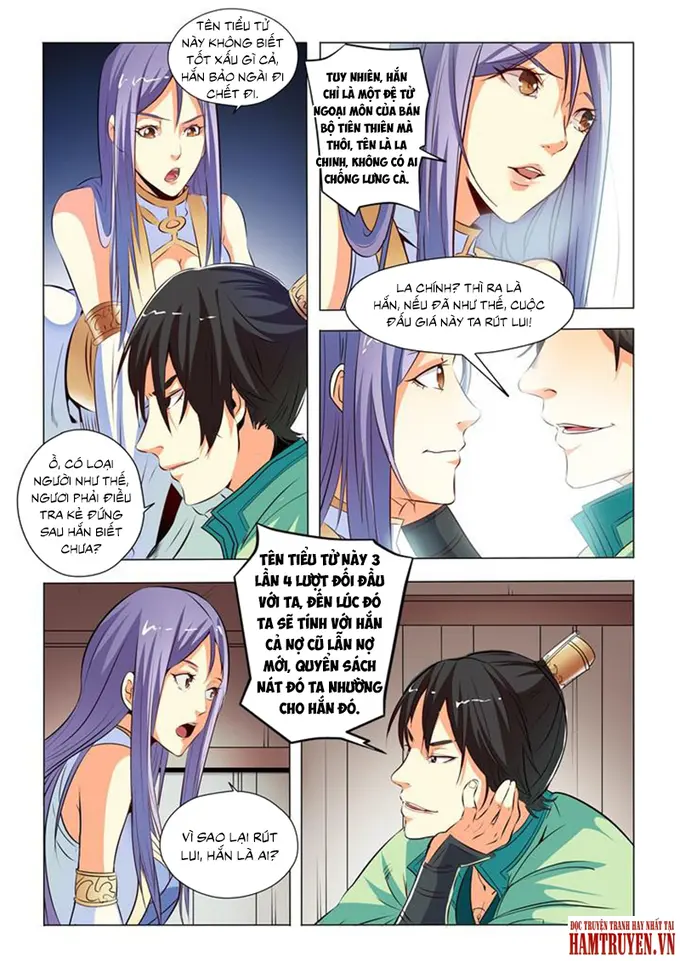 TÊN TIỂU TỬ
NÀY KHÔNG BIẾT
TỐT XẤU GÌ CẢ,
HẮN BẢO NGÀI ĐI
CHẾT ĐI.
Ồ, CÓ LOẠI
NGƯỜI NHƯ THẾ,
NGƯƠI PHẢI ĐIỀU
TRA KẺ ĐỨNG
SAU HẮN BIẾT
CHƯA?
TUY NHIÊN, HẮN
CHỈ LÀ MỘT ĐỆ TỬ
NGOẠI MÔN CỦA BÁN
BỘ TIÊN THIÊN MÀ
THÔI, TÊN LÀ LA
CHINH, KHÔNG CÓ AI
CHỐNG LƯNG CẢ.
LA CHÍNH? THÌ RA LÀ
HẮN, NẾU ĐÃ NHƯ THẾ, CUỘC
ĐẤU GIÁ NÀY TA RÚT LUI!
VÌ SAO LẠI RÚT
LUI, HẮN LÀ AI?
TÊN TIỂU TỬ NÀY 3
LẦN 4 LƯỢT ĐỐI ĐẦU
VỚI TA, ĐẾN LÚC ĐÓ
TA SẼ TÍNH VỚI HẮN
CẢ NỢ CŨ LẪN NỢ
MỚI, QUYỂN SÁCH
NÁT ĐÓ TA NHƯỜNG
CHO HẮN ĐÓ.
ĐỌC TRUYỆN TRANH HAY NHẤT TẠI
HAMTRUYEN.VN